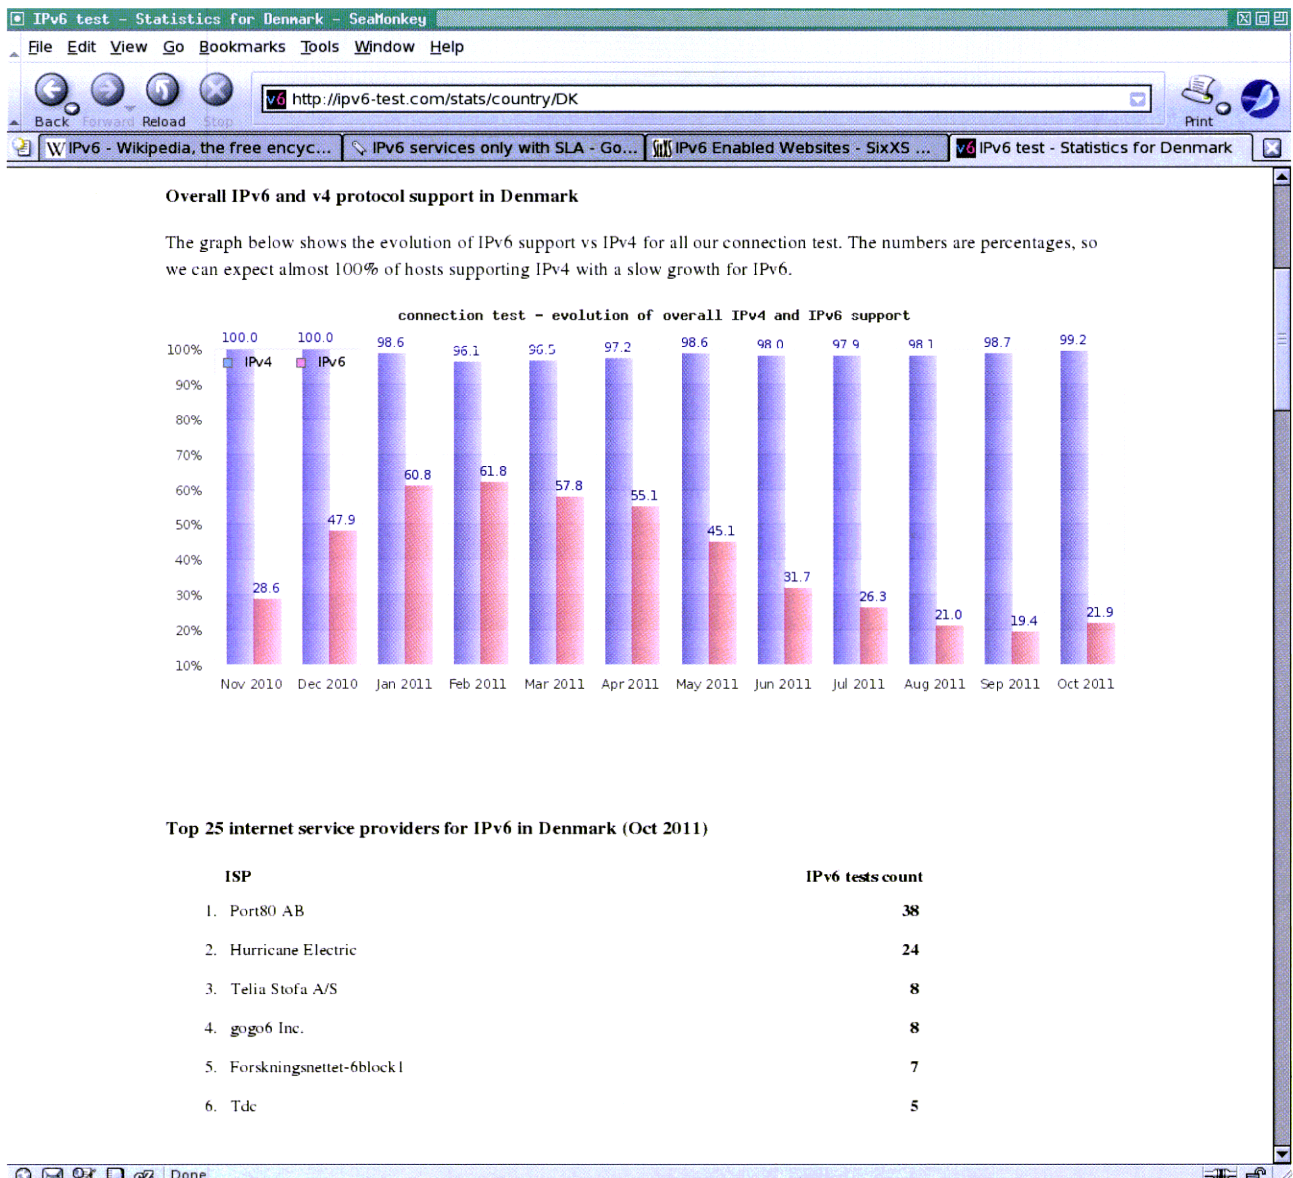 IPv6 test - Statistics for Denmark - SeaMonkey
File Edit View Go Bookmarks Tools Window Help
http://ipv6-test.com/stats/country/DK
Back Forward Reload Stop Print
IPv6 - Wikipedia, the free encyc... IPv6 services only with SLA - Go... IPv6 Enabled Websites - SixXS ... IPv6 test - Statistics for Denmark
Overall IPv6 and v4 protocol support in Denmark
The graph below shows the evolution of IPv6 support vs IPv4 for all our connection test. The numbers are percentages, so
we can expect almost 100% of hosts supporting IPv4 with a slow growth for IPv6.
connection test - evolution of overall IPv4 and IPv6 support
100.0 100.0 98.6 96.1 96.5 97.2 98.6 98.0 97.9 98.1 98.7 99.2
100%
IPv4 IPv6
90%
80%
70%
60%
50%
40%
30%
20%
10%
28.6 47.9 60.8 61.8 57.8 55.1 45.1 31.7 26.3 21.0 19.4 21.9
Nov 2010 Dec 2010 Jan 2011 Feb 2011 Mar 2011 Apr 2011 May 2011 Jun 2011 Jul 2011 Aug 2011 Sep 2011 Oct 2011
Top 25 internet service providers for IPv6 in Denmark (Oct 2011)
ISP IPv6 tests count
1. Port80 AB 38
2. Hurricane Electric 24
3. Telia Stofa A/S 8
4. gogo6 Inc. 8
5. Forskningsnettet-6block1 7
6. Tdc 5
Done